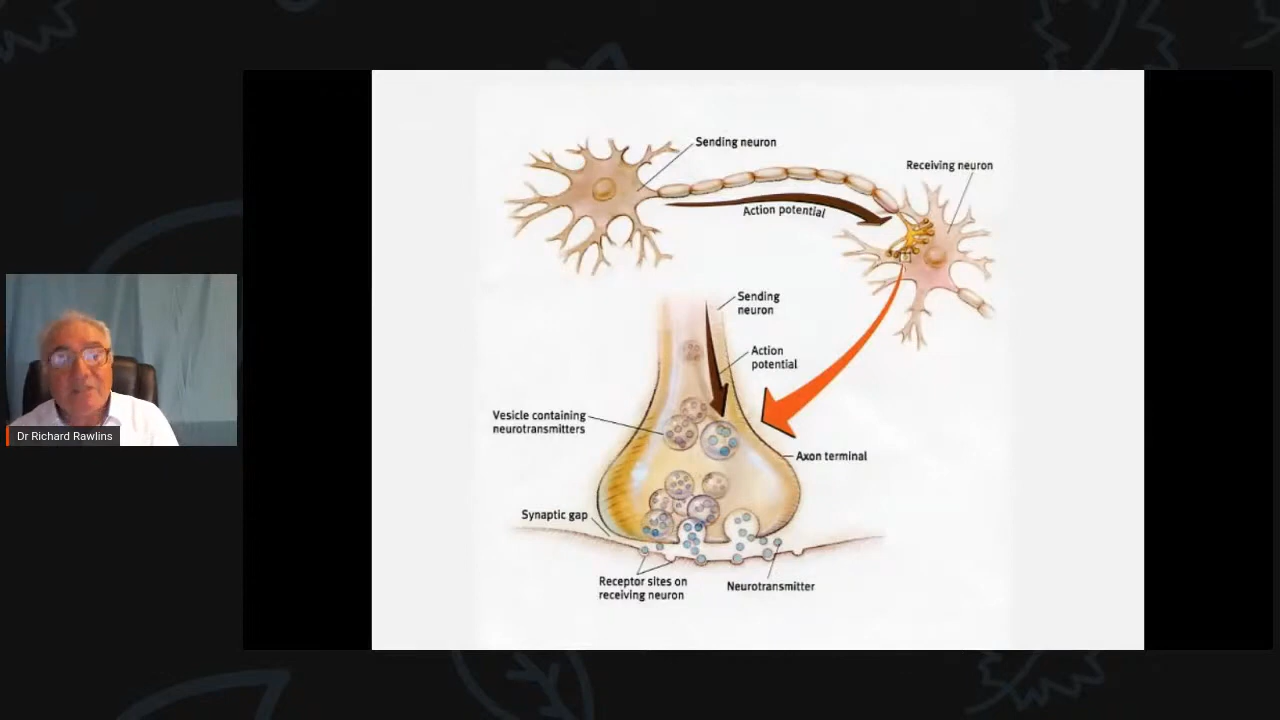 Sending neuron
Receiving neuron
Action potential
Sending
neuron
Action
potential
Vesicle containing
neurotransmitters
Axon terminal
Synaptic gap
Receptor sites on
receiving neuron
Neurotransmitter
Dr Richard Rawlins